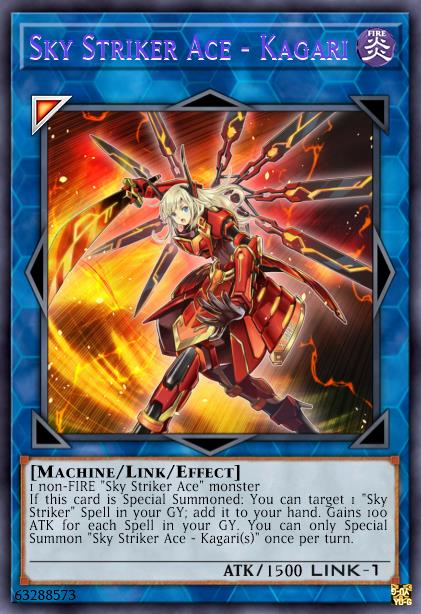 SKY STRIKER ACE - KAGARI
FIRE
炎
[MACHINE/LINK/EFFECT]
1 non-FIRE "Sky Striker Ace" monster
If this card is Special Summoned: You can target 1 "Sky
Striker" Spell in your GY; add it to your hand. Gains 100
ATK for each Spell in your GY. You can only Special
Summon "Sky Striker Ace - Kagari(s)" once per turn.
ATK/1500 LINK-1
63288573